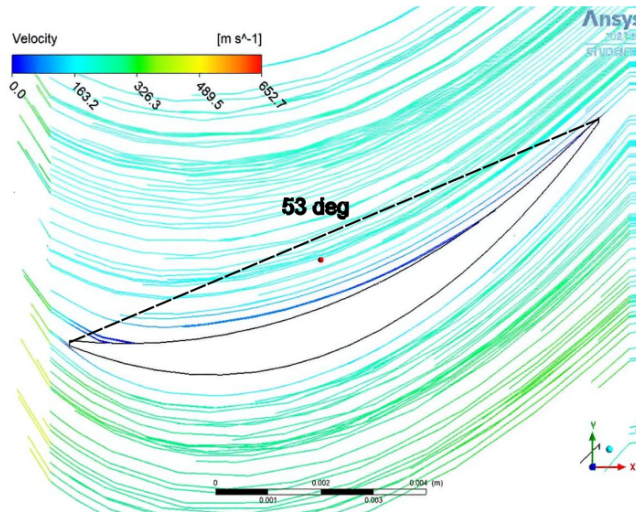 Velocity [m s^-1]
0.0 163.2 326.3 489.5 652.7
Ansys
53 deg
Y
X
0 0.002 0.004 (m)
0.001 0.003